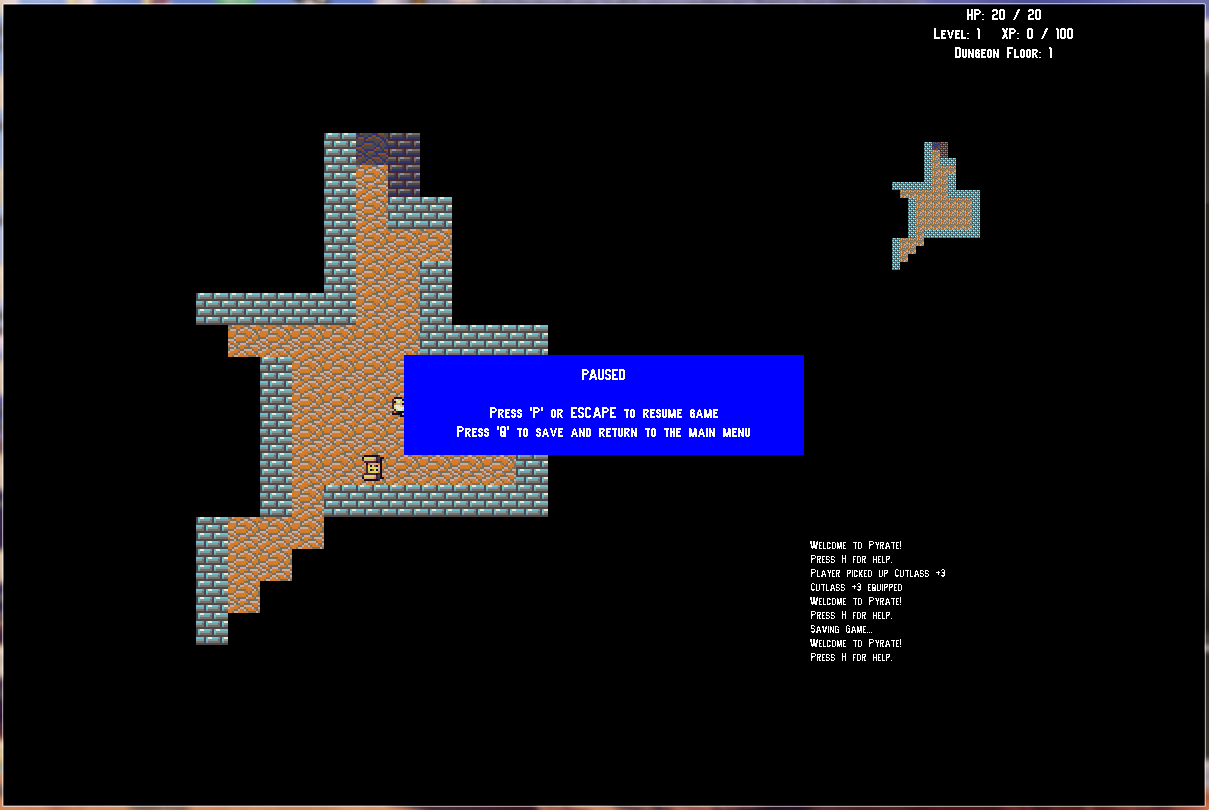 HP: 20 / 20
Level: 1 XP: 0 / 100
Dungeon Floor: 1
PAUSED
Press 'P' or ESCAPE to resume game
Press 'Q' to save and return to the main menu
Welcome to Pyrate!
Press H for help.
Player picked up Cutlass +3
Cutlass +3 equipped
Welcome to Pyrate!
Press H for help.
Saving Game...
Welcome to Pyrate!
Press H for help.